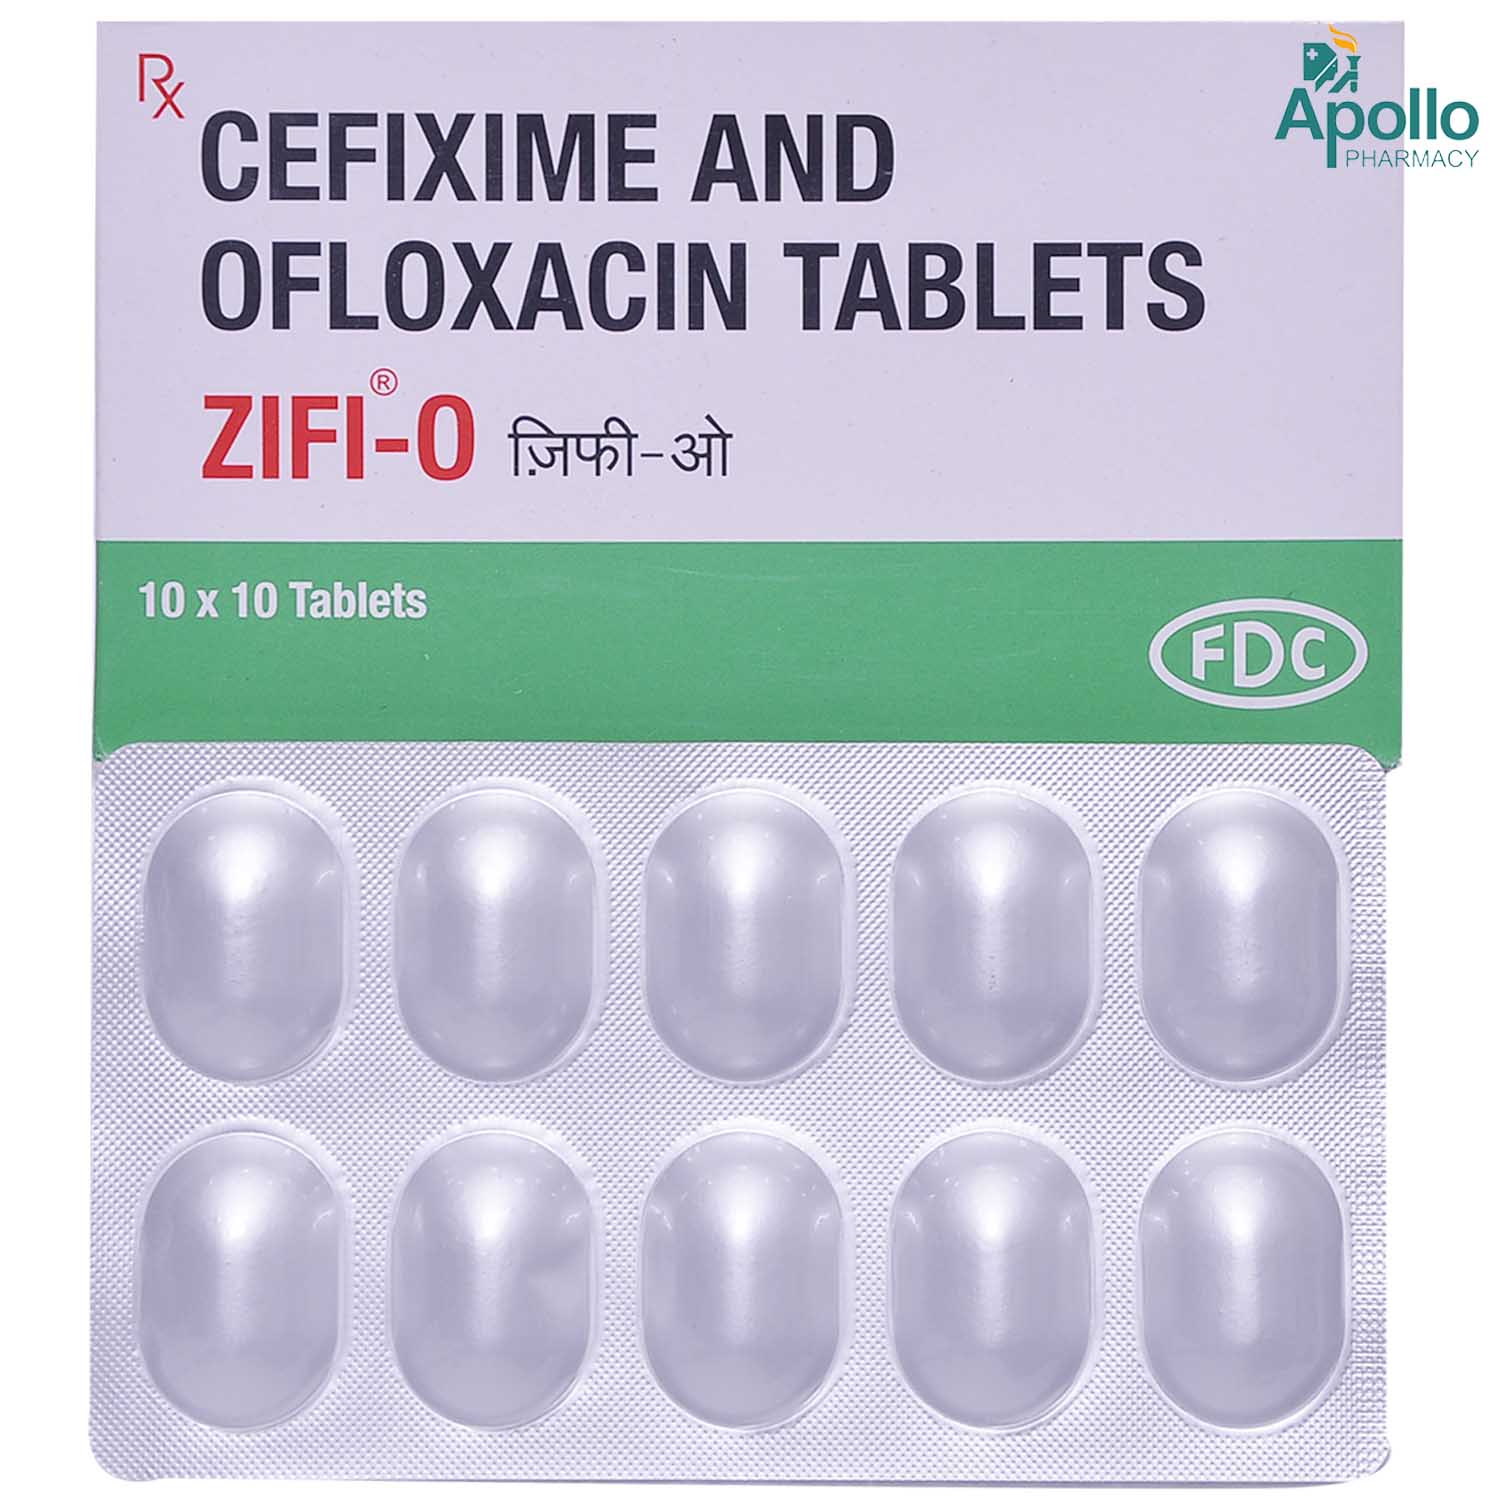 Rx
CEFIXIME AND
OFLOXACIN TABLETS
ZIFI®-O ज़िफी-ओ
10 x 10 Tablets
FDC
Apollo
PHARMACY